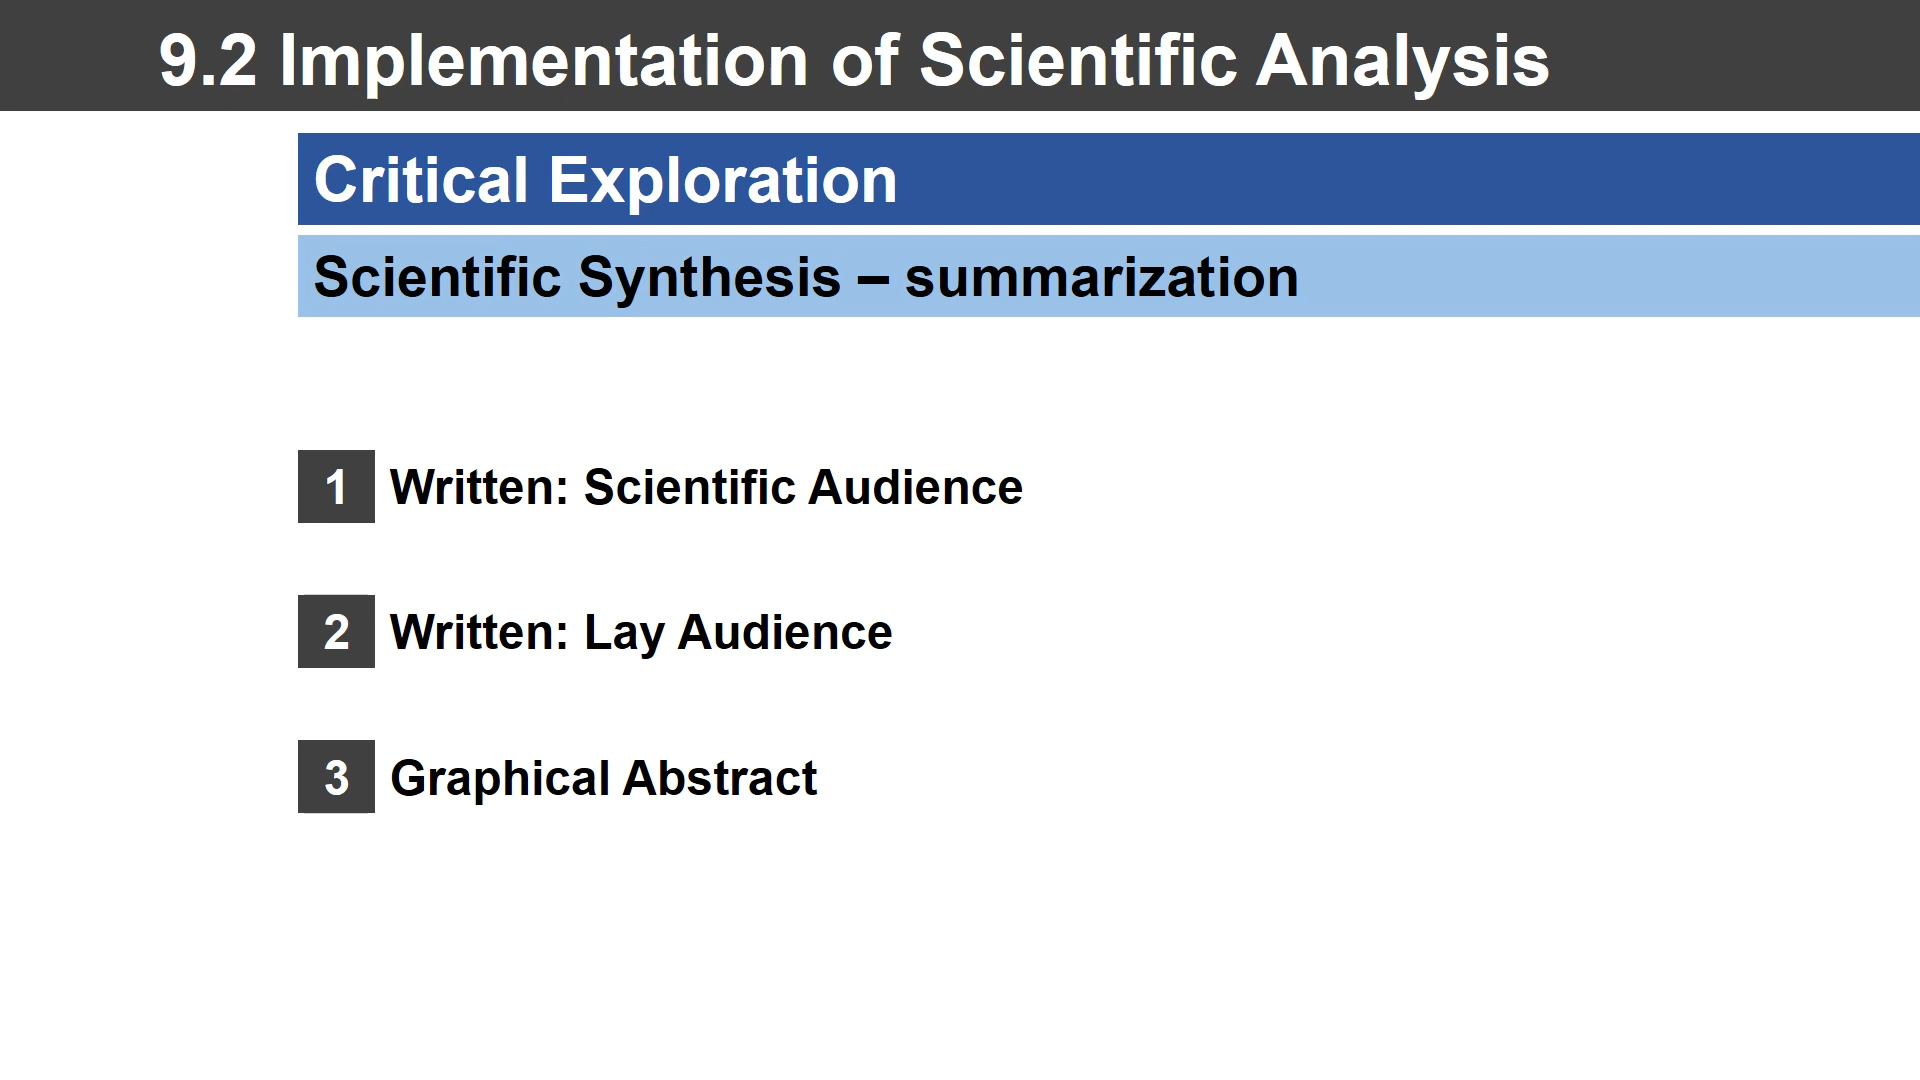 9.2 Implementation of Scientific Analysis
Critical Exploration
Scientific Synthesis – summarization
1 Written: Scientific Audience
2 Written: Lay Audience
3 Graphical Abstract